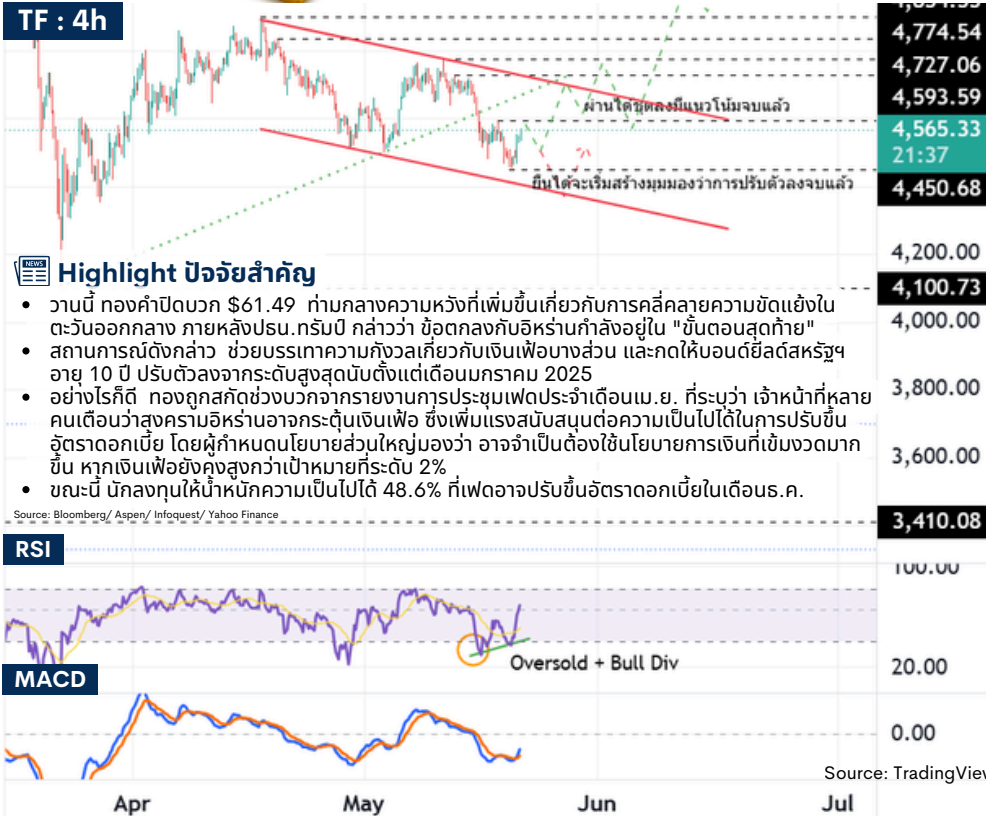 TF : 4h
4,774.54
4,727.06
4,593.59
ผ่านได้ชุดลงมีแนวโน้มจบแล้ว
4,565.33
21:37
4,450.68
ยืนได้จะเริ่มสร้างมุมมองว่าการปรับตัวลงจบแล้ว
4,200.00
NEWS
Highlight ปัจจัยสำคัญ
4,100.73
• วานนี้ ทองคำปิดบวก $61.49 ท่ามกลางความหวังที่เพิ่มขึ้นเกี่ยวกับการคลี่คลายความขัดแย้งใน
4,000.00
ตะวันออกกลาง ภายหลังปธน.ทรัมป์ กล่าวว่า ข้อตกลงกับอิหร่านกำลังอยู่ใน "ขั้นตอนสุดท้าย"
• สถานการณ์ดังกล่าว ช่วยบรรเทาความกังวลเกี่ยวกับเงินเฟ้อบางส่วน และกดให้บอนด์ยีลด์สหรัฐฯ
อายุ 10 ปี ปรับตัวลงจากระดับสูงสุดนับตั้งแต่เดือนมกราคม 2025
3,800.00
• อย่างไรก็ดี ทองถูกสกัดช่วงบวกจากรายงานการประชุมเฟดประจำเดือนเม.ย. ที่ระบุว่า เจ้าหน้าที่หลาย
คนเตือนว่าสงครามอิหร่านอาจกระตุ้นเงินเฟ้อ ซึ่งเพิ่มแรงสนับสนุนต่อความเป็นไปได้ในการปรับขึ้น
อัตราดอกเบี้ย โดยผู้กำหนดนโยบายส่วนใหญ่มองว่า อาจจำเป็นต้องใช้นโยบายการเงินที่เข้มงวดมาก
3,600.00
ขึ้น หากเงินเฟ้อยังคงสูงกว่าเป้าหมายที่ระดับ 2%
• ขณะนี้ นักลงทุนให้น้ำหนักความเป็นไปได้ 48.6% ที่เฟดอาจปรับขึ้นอัตราดอกเบี้ยในเดือนธ.ค.
Source: Bloomberg/ Aspen/ Infoquest/ Yahoo Finance
3,410.08
RSI
100.00
Oversold + Bull Div
20.00
MACD
0.00
Source: TradingView
Apr May Jun Jul